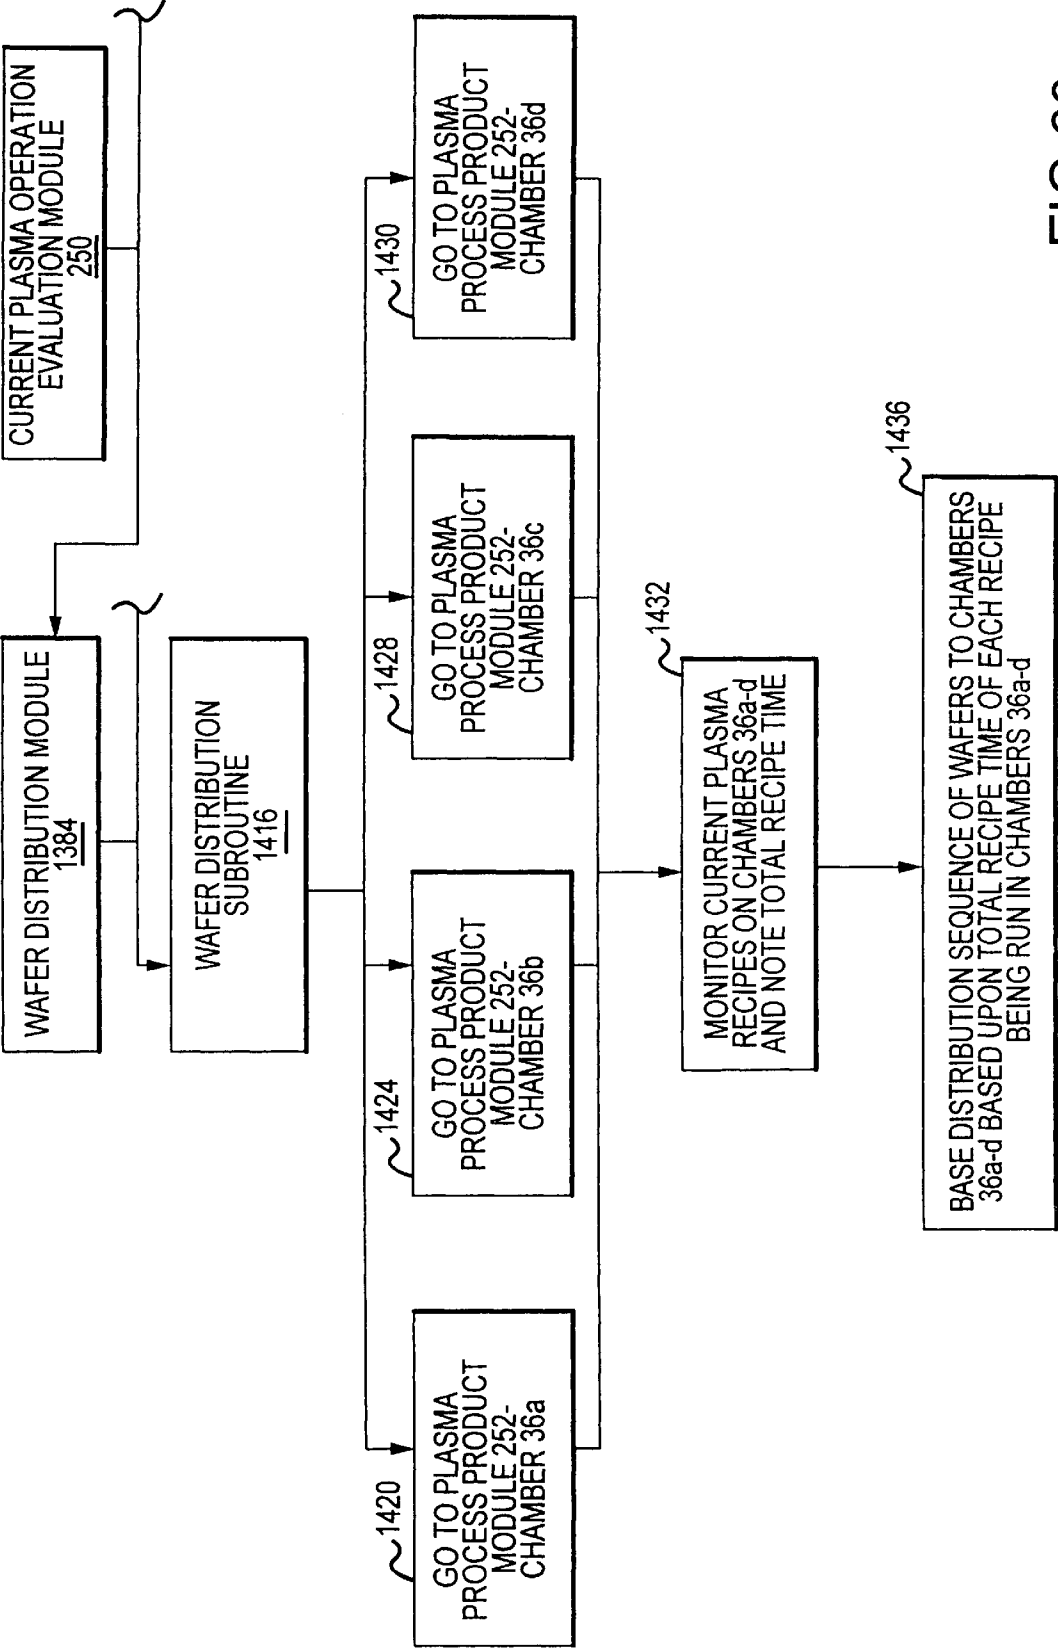 CURRENT PLASMA OPERATION
EVALUATION MODULE
250
WAFER DISTRIBUTION MODULE
1384
WAFER DISTRIBUTION
SUBROUTINE
1416
1420
GO TO PLASMA
PROCESS PRODUCT
MODULE 252-
CHAMBER 36a
1424
GO TO PLASMA
PROCESS PRODUCT
MODULE 252-
CHAMBER 36b
1428
GO TO PLASMA
PROCESS PRODUCT
MODULE 252-
CHAMBER 36c
1430
GO TO PLASMA
PROCESS PRODUCT
MODULE 252-
CHAMBER 36d
1432
MONITOR CURRENT PLASMA
RECIPES ON CHAMBERS 36a-d
AND NOTE TOTAL RECIPE TIME
1436
BASE DISTRIBUTION SEQUENCE OF WAFERS TO CHAMBERS
36a-d BASED UPON TOTAL RECIPE TIME OF EACH RECIPE
BEING RUN IN CHAMBERS 36a-d